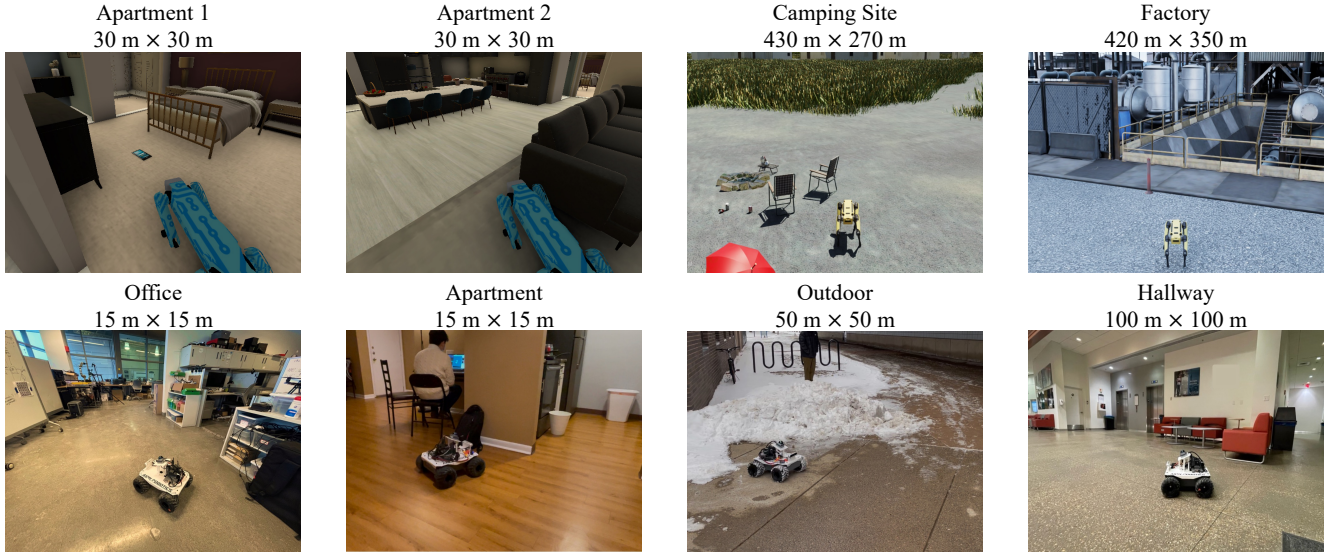 Apartment 1
30 m × 30 m
Apartment 2
30 m × 30 m
Camping Site
430 m × 270 m
Factory
420 m × 350 m
Office
15 m × 15 m
Apartment
15 m × 15 m
Outdoor
50 m × 50 m
Hallway
100 m × 100 m